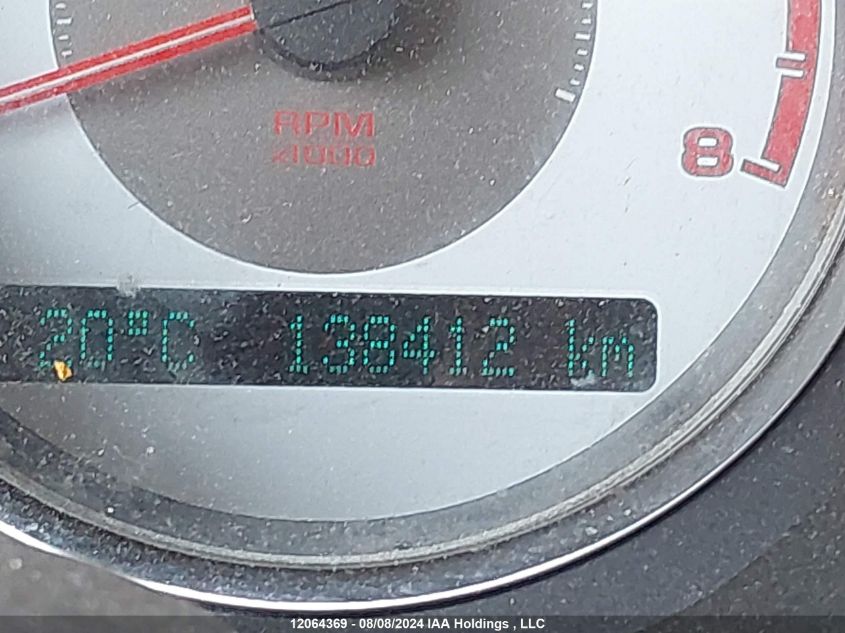 RPM
x1000
8
20°C 138412 km
12064369 - 08/08/2024 IAA Holdings , LLC